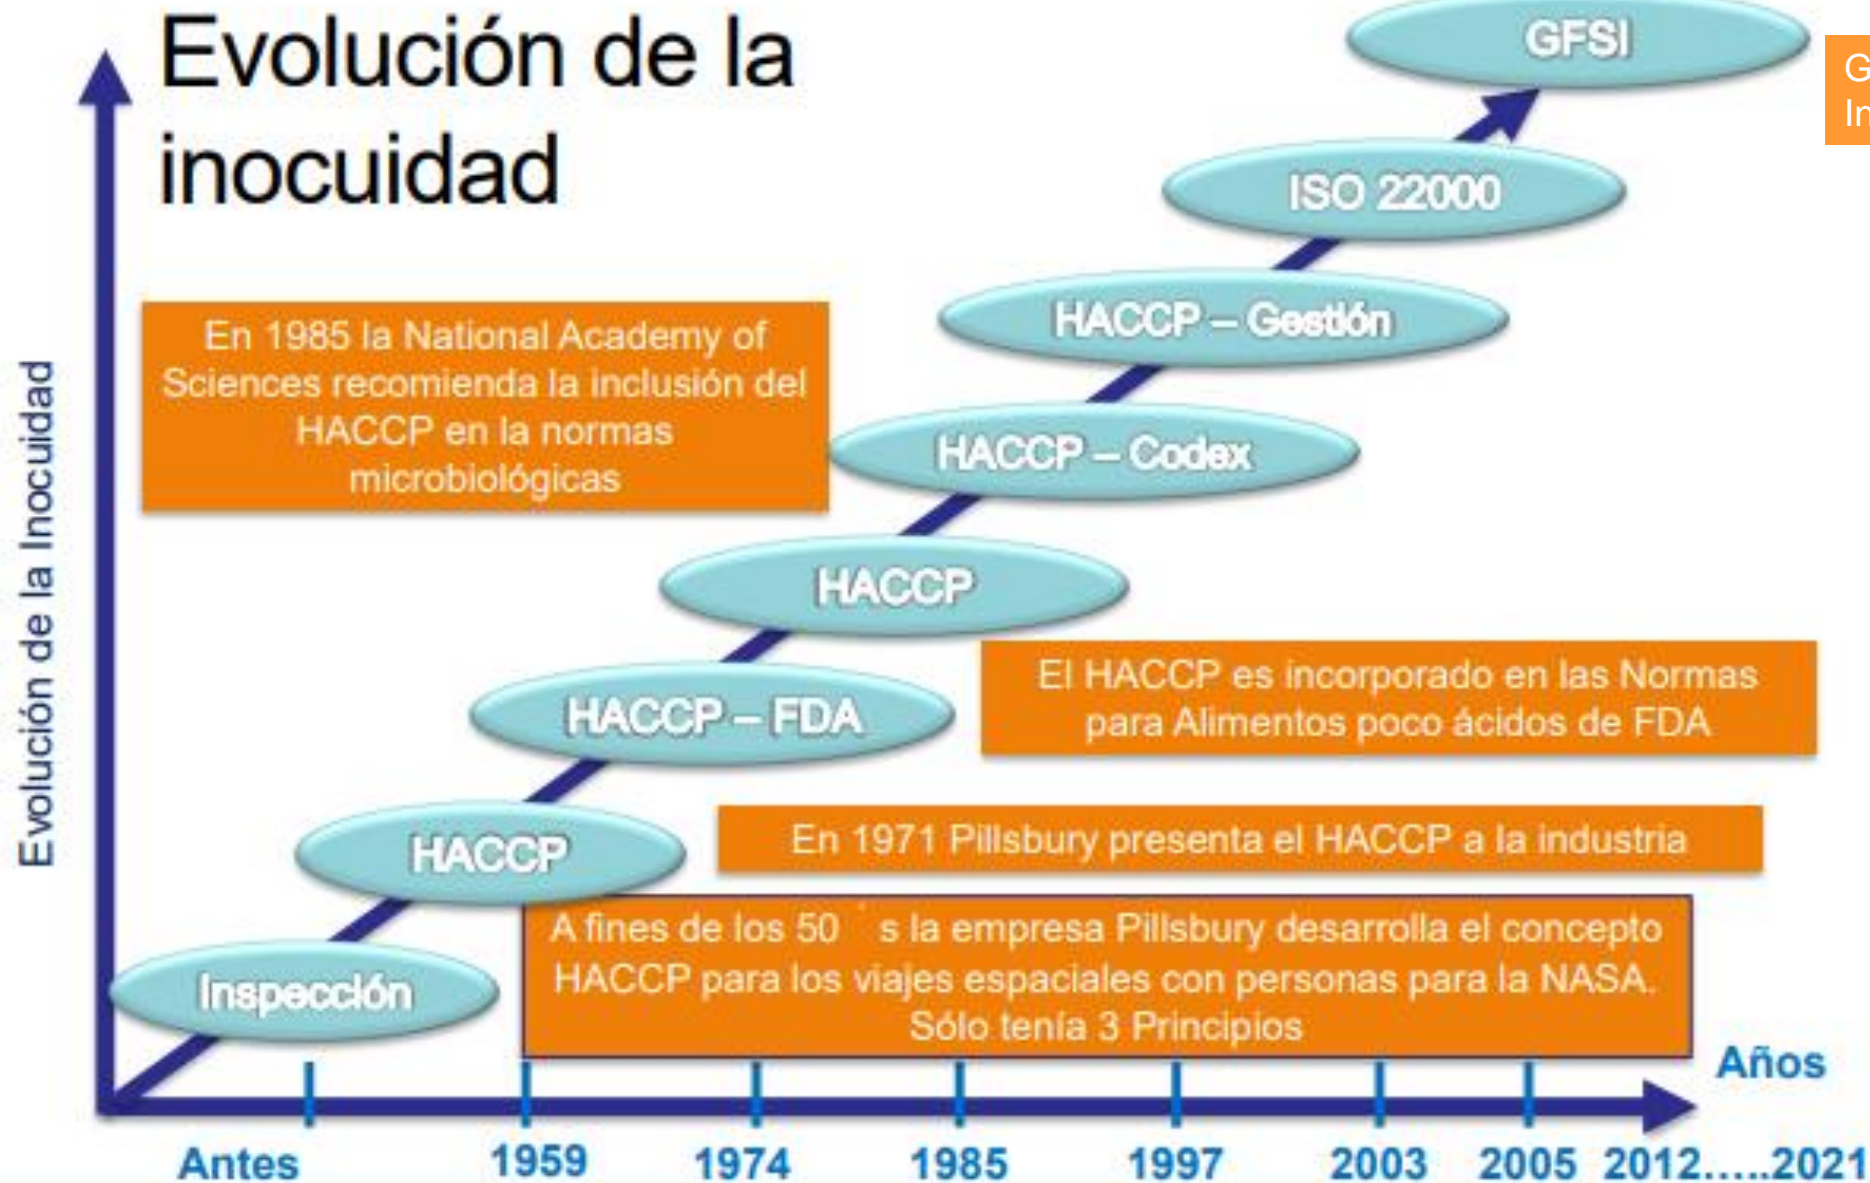 Evolución de la
inocuidad
GFSI
G
In
ISO 22000
HACCP – Gestión
En 1985 la National Academy of
Sciences recomienda la inclusión del
HACCP en la normas
microbiológicas
HACCP – Codex
HACCP
El HACCP es incorporado en las Normas
para Alimentos poco ácidos de FDA
HACCP – FDA
En 1971 Pillsbury presenta el HACCP a la industria
HACCP
A fines de los 50 ´ s la empresa Pillsbury desarrolla el concepto
HACCP para los viajes espaciales con personas para la NASA.
Sólo tenía 3 Principios
Inspección
Evolución de la Inocuidad
Años
Antes 1959 1974 1985 1997 2003 2005 2012.....2021